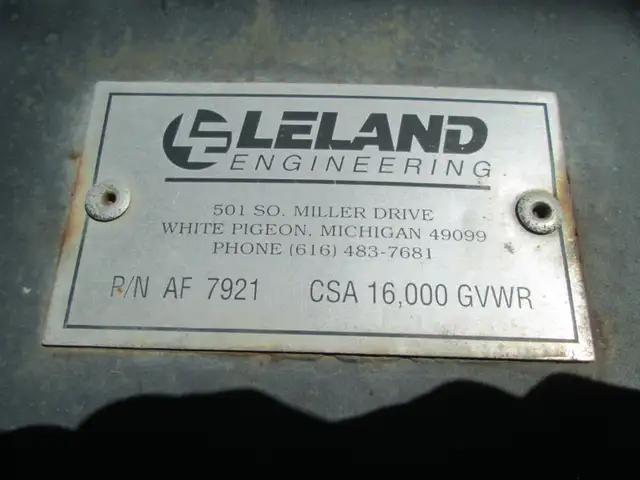 LE LELAND
ENGINEERING
501 SO. MILLER DRIVE
WHITE PIGEON, MICHIGAN 49099
PHONE (616) 483-7681
P/N AF 7921 CSA 16,000 GVWR